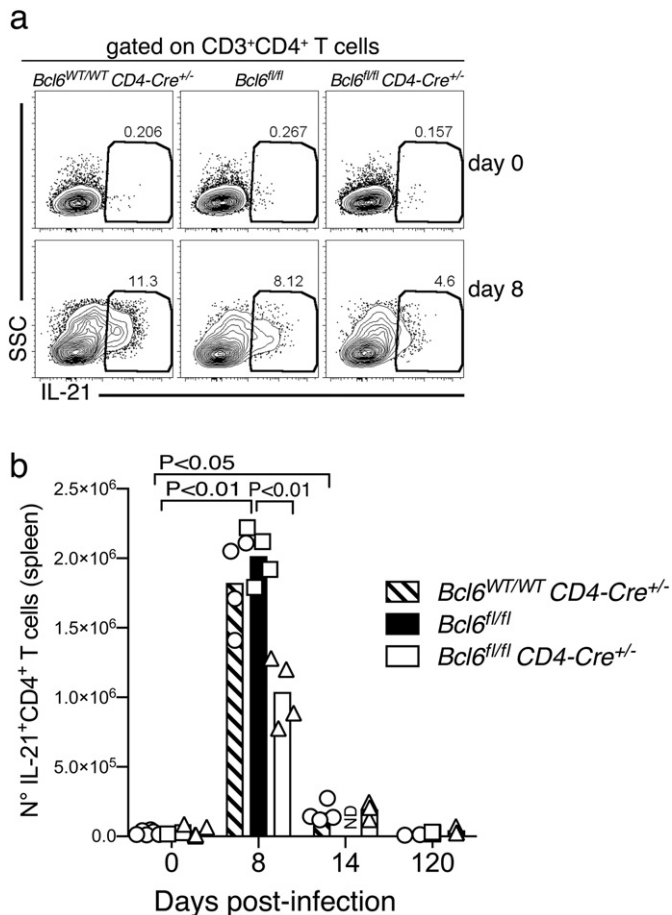 a
gated on CD3⁺CD4⁺ T cells
Bcl6^WT/WT CD4-Cre^+/- Bcl6^fl/fl Bcl6^fl/fl CD4-Cre^+/-
0.206 0.267 0.157
day 0
11.3 8.12 4.6
day 8
SSC
IL-21
b
P<0.05
P<0.01 P<0.01
N° IL-21⁺CD4⁺ T cells (spleen)
2.5×10⁶
2.0×10⁶
1.5×10⁶
1.0×10⁶
5.0×10⁵
0.0
ND
0 8 14 120
Days post-infection
Bcl6^WT/WT CD4-Cre^+/-
Bcl6^fl/fl
Bcl6^fl/fl CD4-Cre^+/-